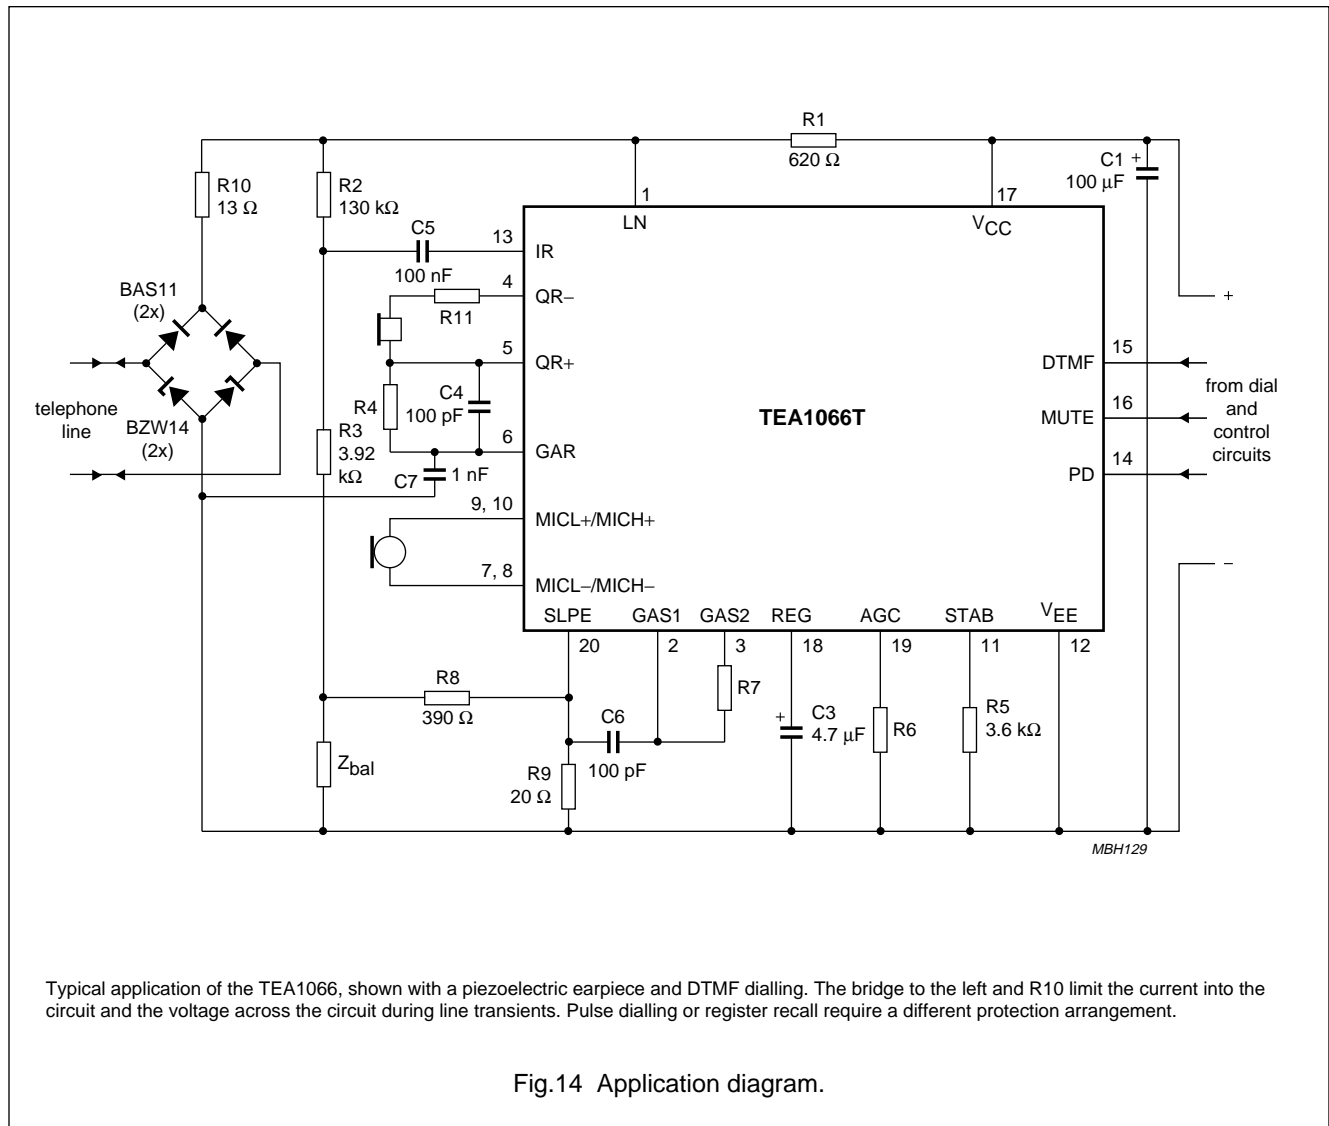 R1
620 Ω
C1
+
100 μF
R10
13 Ω
R2
130 kΩ
1
17
LN
VCC
C5
100 nF
13
IR
4
QR−
R11
BAS11
(2x)
+
5
QR+
15
DTMF
from dial
and
control
circuits
C4
100 pF
R4
16
MUTE
telephone
line
TEA1066T
BZW14
(2x)
R3
3.92
kΩ
6
GAR
14
PD
C7
1 nF
9, 10
MICL+/MICH+
−
7, 8
MICL−/MICH−
SLPE
GAS1
GAS2
REG
AGC
STAB
VEE
20
2
3
18
19
11
12
R8
390 Ω
R7
C6
100 pF
+
C3
4.7 μF
R6
R5
3.6 kΩ
Zbal
R9
20 Ω
MBH129
Typical application of the TEA1066, shown with a piezoelectric earpiece and DTMF dialling. The bridge to the left and R10 limit the current into the
circuit and the voltage across the circuit during line transients. Pulse dialling or register recall require a different protection arrangement.
Fig.14 Application diagram.